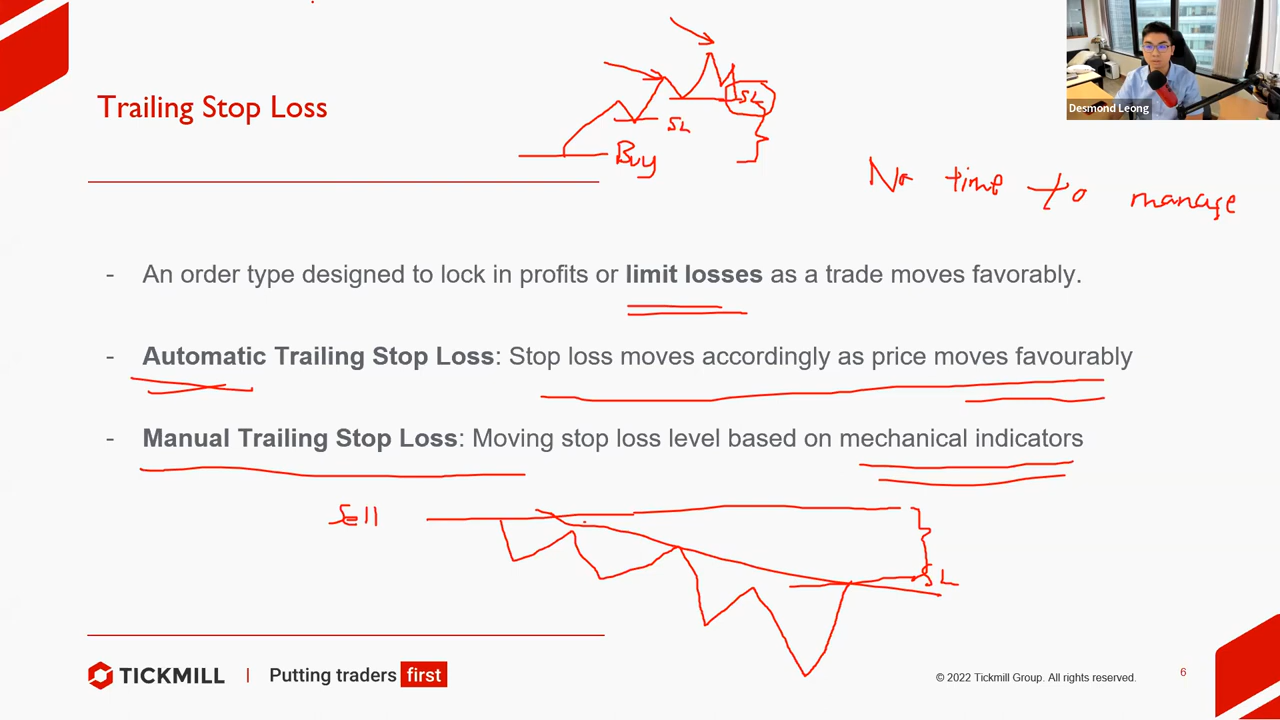 Desmond Leong
Trailing Stop Loss
SL
SL
Buy
No time to manage
- An order type designed to lock in profits or limit losses as a trade moves favorably.
- Automatic Trailing Stop Loss: Stop loss moves accordingly as price moves favourably
- Manual Trailing Stop Loss: Moving stop loss level based on mechanical indicators
Sell
SL
TICKMILL | Putting traders first
6
© 2022 Tickmill Group. All rights reserved.